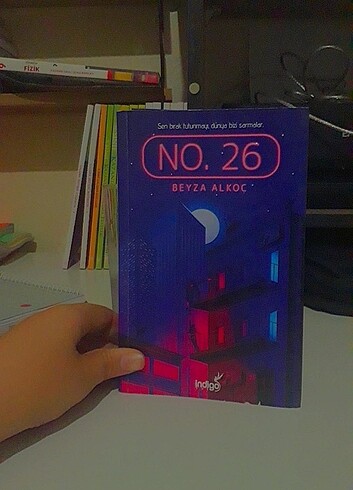 FİZİK
Sen bırak tutunmayı, dünya bizi sarmalar.
NO. 26
BEYZA ALKOÇ
indigo